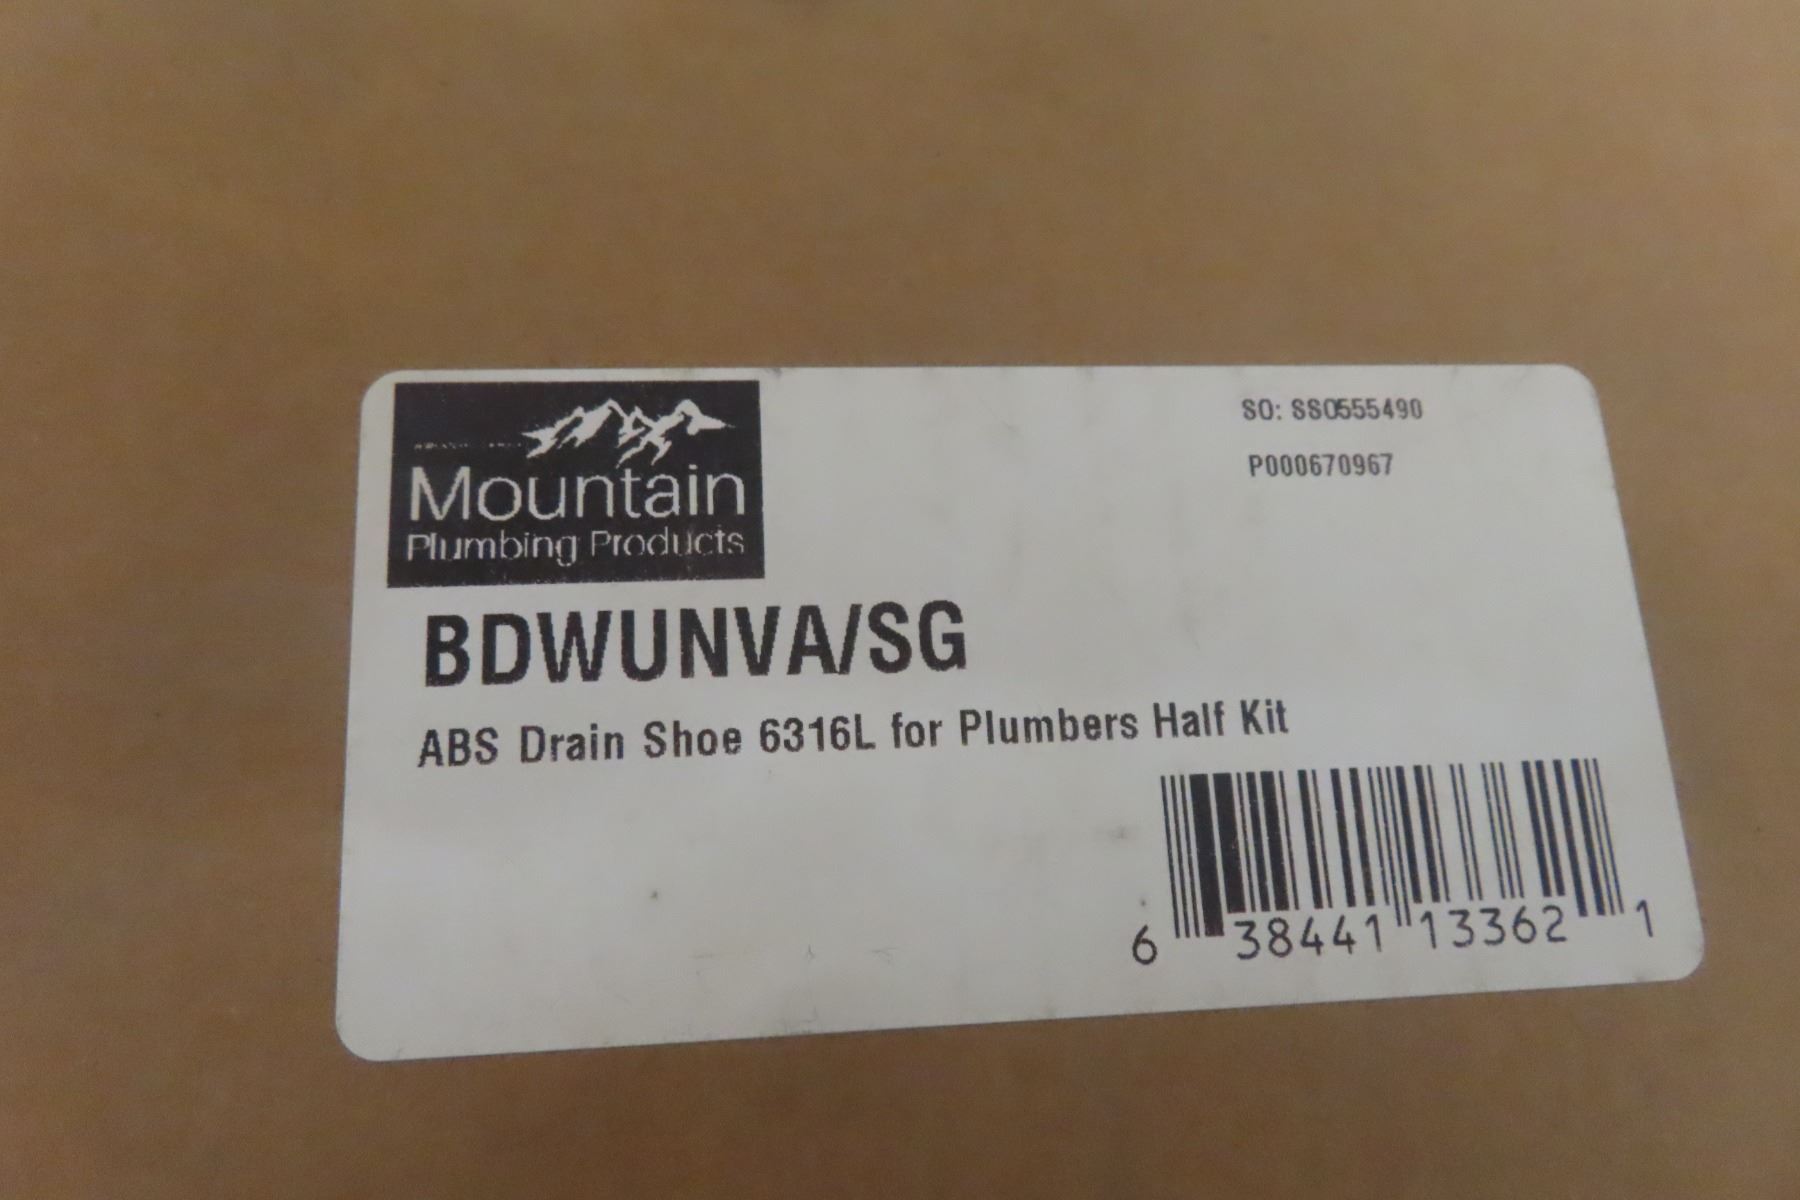 Mountain
Plumbing Products
SO: SSO555490
P000670967
BDWUNVA/SG
ABS Drain Shoe 6316L for Plumbers Half Kit
6 38441 13362 1